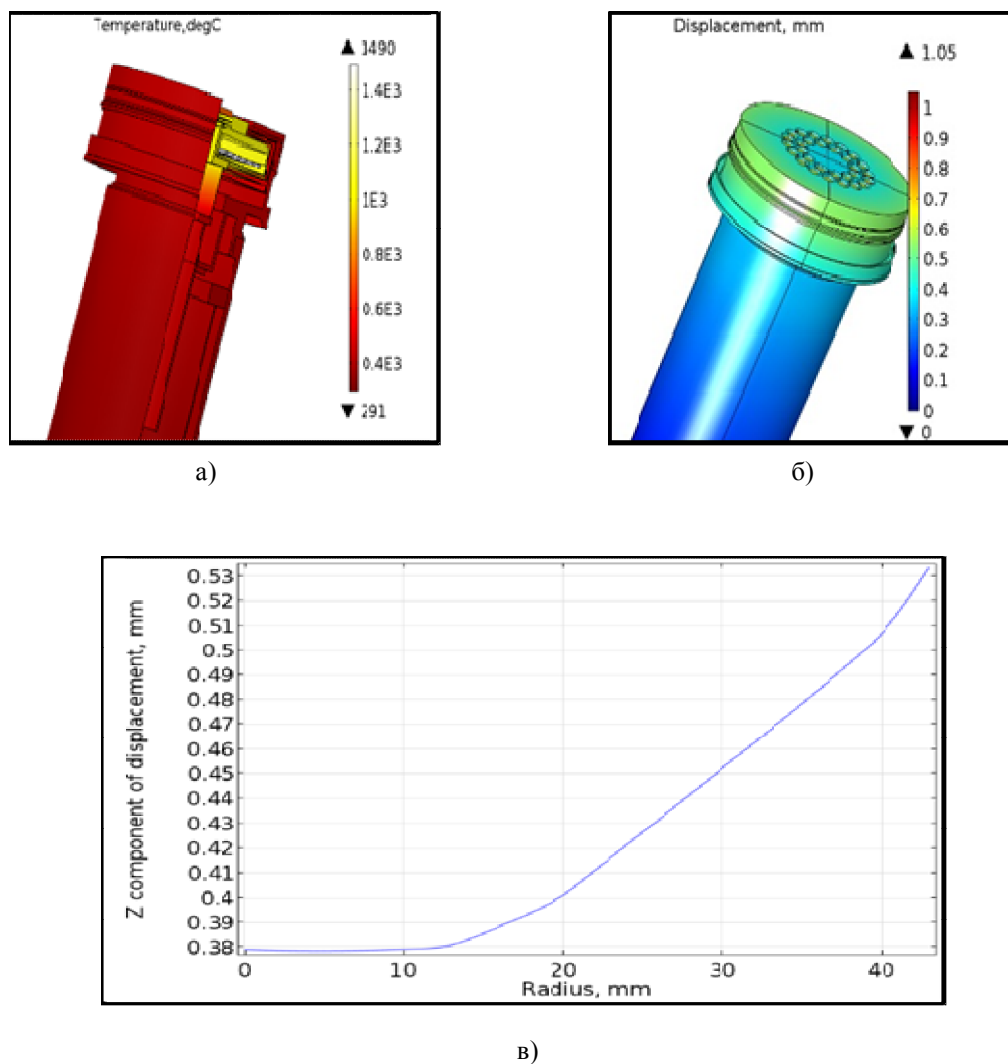 Temperature,degC
▲ 1490
1.4E3
1.2E3
1E3
0.8E3
0.6E3
0.4E3
▼ 291
а)
Displacement, mm
▲ 1.05
1
0.9
0.8
0.7
0.6
0.5
0.4
0.3
0.2
0.1
0
▼ 0
б)
Z component of displacement, mm
0.53
0.52
0.51
0.5
0.49
0.48
0.47
0.46
0.45
0.44
0.43
0.42
0.41
0.4
0.39
0.38
0 10 20 30 40
Radius, mm
в)